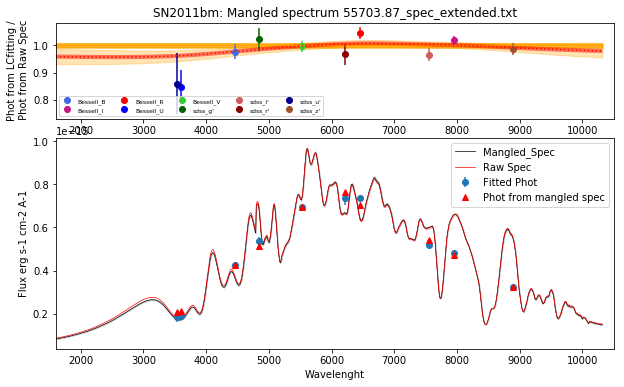 SN2011bm: Mangled spectrum 55703.87_spec_extended.txt
Phot from LCfitting /
Phot from Raw Spec
1.0
0.9
0.8
Bessell_B
Bessell_I
Bessell_R
Bessell_U
Bessell_V
sdss_g'
sdss_i'
sdss_r'
sdss_u'
sdss_z'
2000 3000 4000 5000 6000 7000 8000 9000 10000
Flux erg s-1 cm-2 A-1
1.0
0.8
0.6
0.4
0.2
Mangled_Spec
Raw Spec
Fitted Phot
Phot from mangled spec
2000 3000 4000 5000 6000 7000 8000 9000 10000
Wavelenght